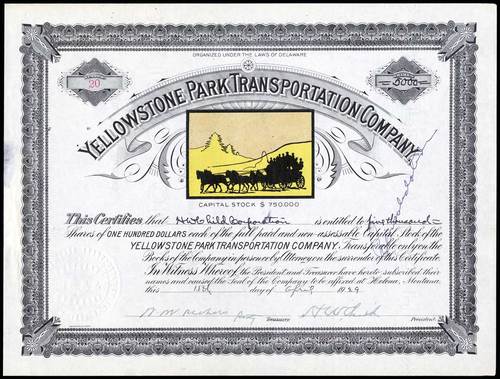 ORGANIZED UNDER THE LAWS OF DELAWARE
20
5000
YELLOWSTONE PARK TRANSPORTATION COMPANY
CAPITAL STOCK $ 750,000
This Certifies that H.W. Child Corporation is entitled to five thousand
Shares of ONE HUNDRED DOLLARS each of the full paid and non-assessable Capital Stock of the
YELLOWSTONE PARK TRANSPORTATION COMPANY. Transferable only on the
Books of the Company in person or by Attorney on the surrender of this Certificate.
In Witness Whereof, the President and Treasurer have hereto subscribed their
names and caused the Seal of the Company to be affixed at Helena, Montana,
this day of April 1929
Treasurer. H.W. Child President.